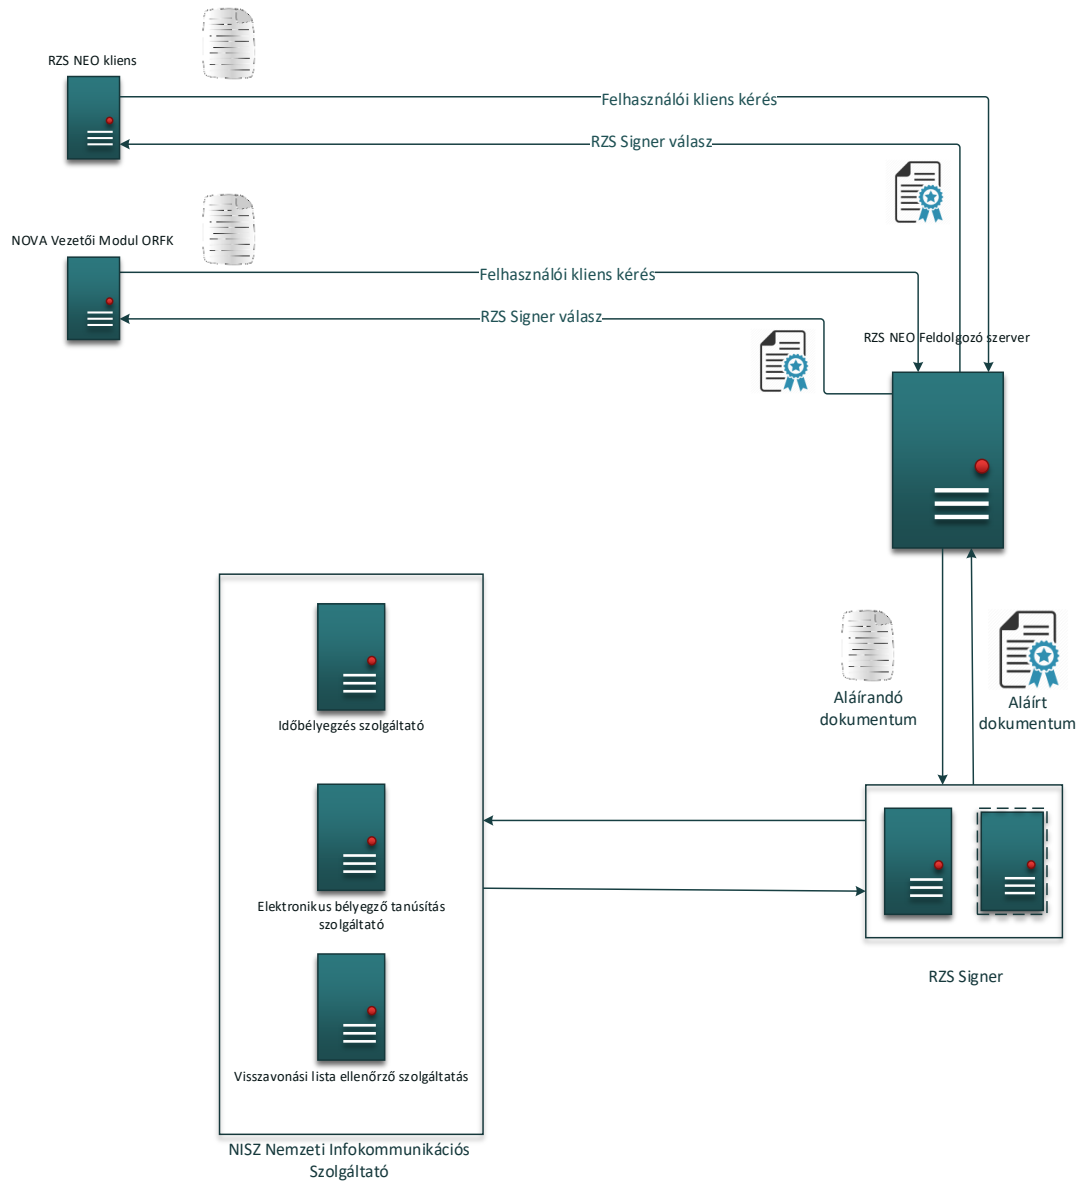 RZS NEO kliens
Felhasználói kliens kérés
RZS Signer válasz
NOVA Vezetői Modul ORFK
Felhasználói kliens kérés
RZS Signer válasz
RZS NEO Feldolgozó szerver
Aláírandó
dokumentum
Aláírt
dokumentum
Időbélyegzés szolgáltató
Elektronikus bélyegző tanúsítás
szolgáltató
RZS Signer
Visszavonási lista ellenőrző szolgáltatás
NISZ Nemzeti Infokommunikációs
Szolgáltató